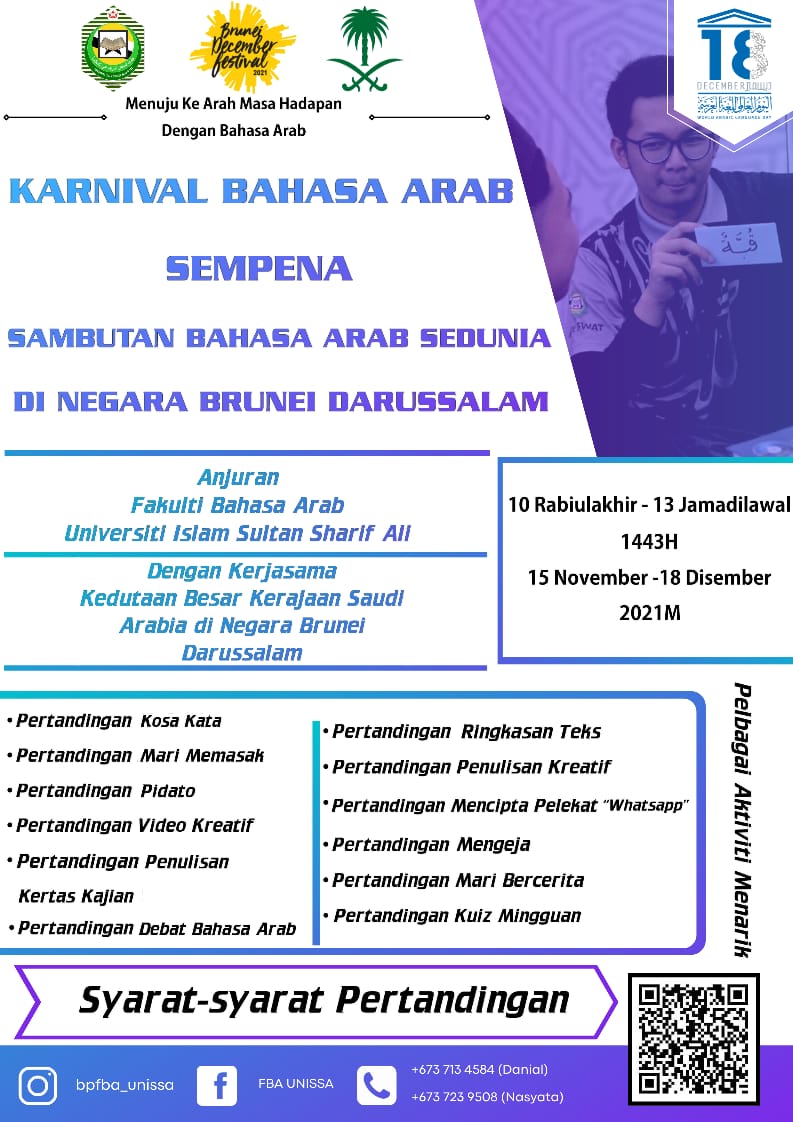 Brunei
December
festival
2021
18
DECEMBER ديسمبر
اليوم العالمي للغة العربية
WORLD ARABIC LANGUAGE DAY
Menuju Ke Arah Masa Hadapan
Dengan Bahasa Arab
قُبَّة
KARNIVAL BAHASA ARAB
SEMPENA
SAMBUTAN BAHASA ARAB SEDUNIA
DI NEGARA BRUNEI DARUSSALAM
Anjuran
Fakulti Bahasa Arab
Universiti Islam Sultan Sharif Ali
Dengan Kerjasama
Kedutaan Besar Kerajaan Saudi
Arabia di Negara Brunei
Darussalam
10 Rabiulakhir - 13 Jamadilawal
1443H
15 November -18 Disember
2021M
• Pertandingan Kosa Kata
• Pertandingan Mari Memasak
• Pertandingan Pidato
• Pertandingan Video Kreatif
• Pertandingan Penulisan
Kertas Kajian
• Pertandingan Debat Bahasa Arab
• Pertandingan Ringkasan Teks
• Pertandingan Penulisan Kreatif
• Pertandingan Mencipta Pelekat "Whatsapp"
• Pertandingan Mengeja
• Pertandingan Mari Bercerita
• Pertandingan Kuiz Mingguan
Pelbagai Aktiviti Menarik
Syarat-syarat Pertandingan
bpfba_unissa
FBA UNISSA
+673 713 4584 (Danial)
+673 723 9508 (Nasyata)